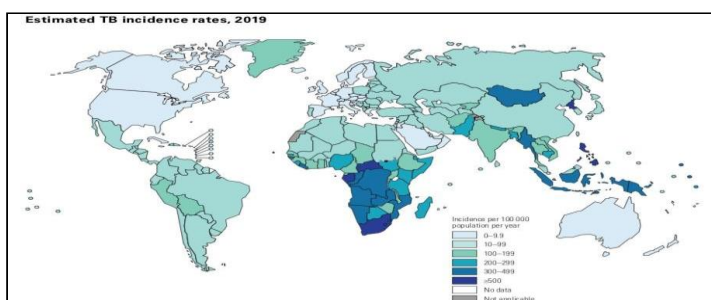 Estimated TB incidence rates, 2019
Incidence per 100 000
population per year
0–9.9
10–99
100–199
200–299
300–499
≥500
No data
Not applicable